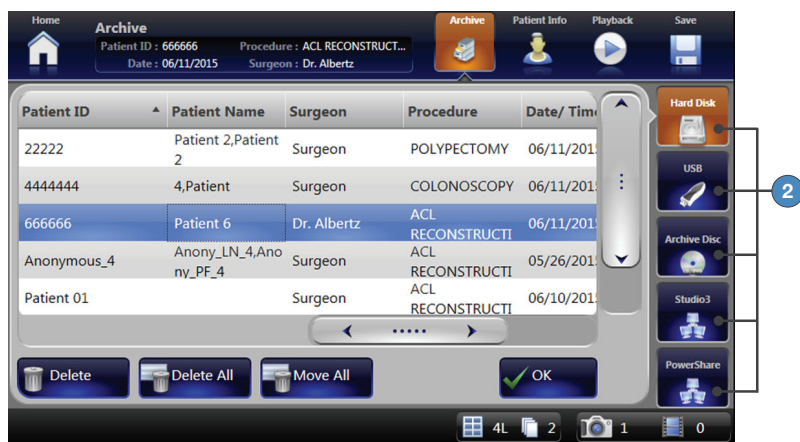 Home
Archive
Archive
Patient Info
Playback
Save
Patient ID : 666666 Procedure : ACL RECONSTRUCT...
Date : 06/11/2015 Surgeon : Dr. Albertz
Patient ID Patient Name Surgeon Procedure Date/ Time
22222 Patient 2,Patient 2 Surgeon POLYPECTOMY 06/11/201
4444444 4,Patient Surgeon COLONOSCOPY 06/11/201
666666 Patient 6 Dr. Albertz ACL RECONSTRUCTI 06/11/201
Anonymous_4 Anony_LN_4,Anony_PF_4 Surgeon ACL RECONSTRUCTI 05/26/201
Patient 01 Surgeon ACL RECONSTRUCTI 06/10/201
Hard Disk
USB
2
Archive Disc
Studio3
PowerShare
Delete
Delete All
Move All
OK
4L 2 1 0